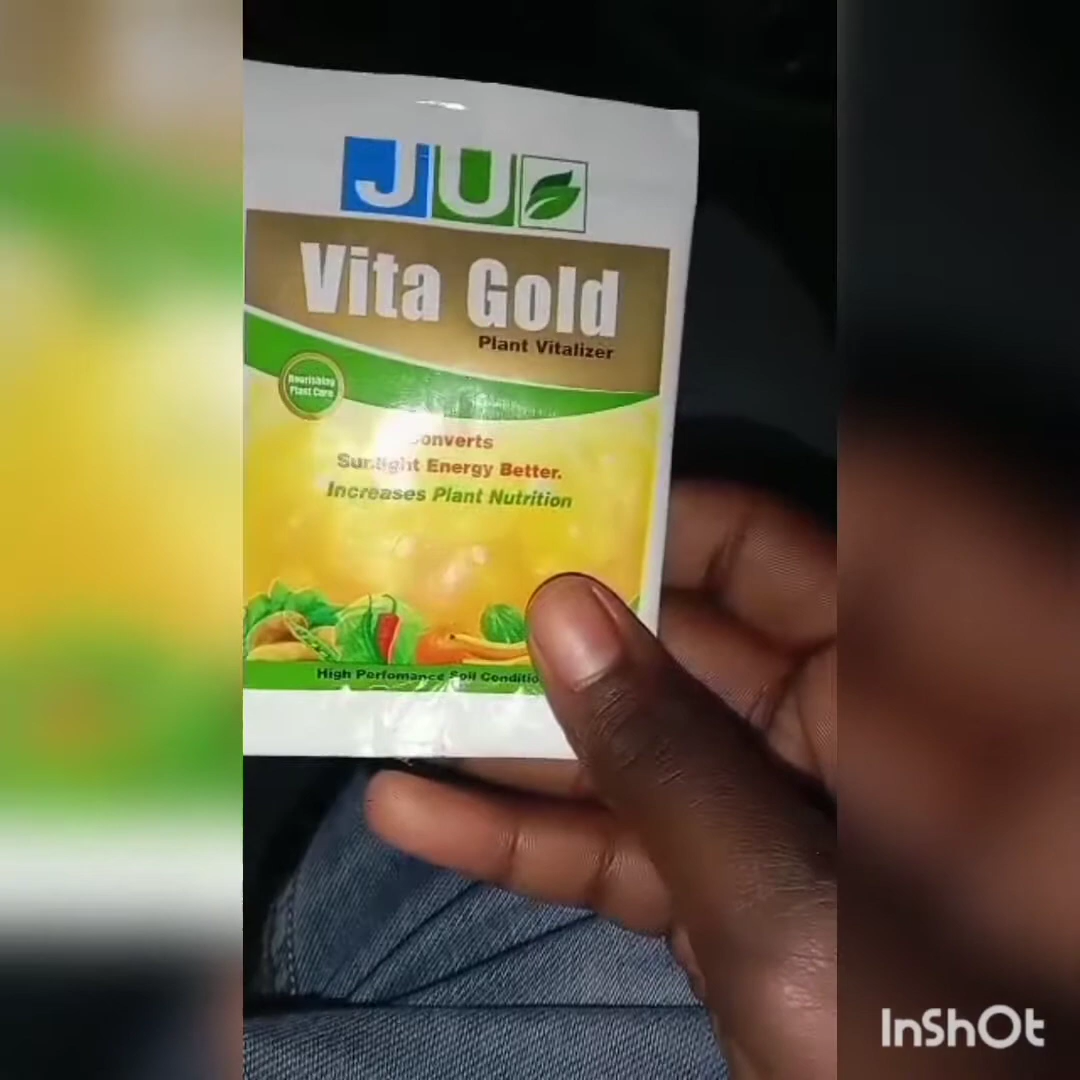 JU
Vita Gold
Plant Vitalizer
Nourishing
Plant Care
Converts
Sunlight Energy Better.
Increases Plant Nutrition
High Perfomance Soil
InShOt